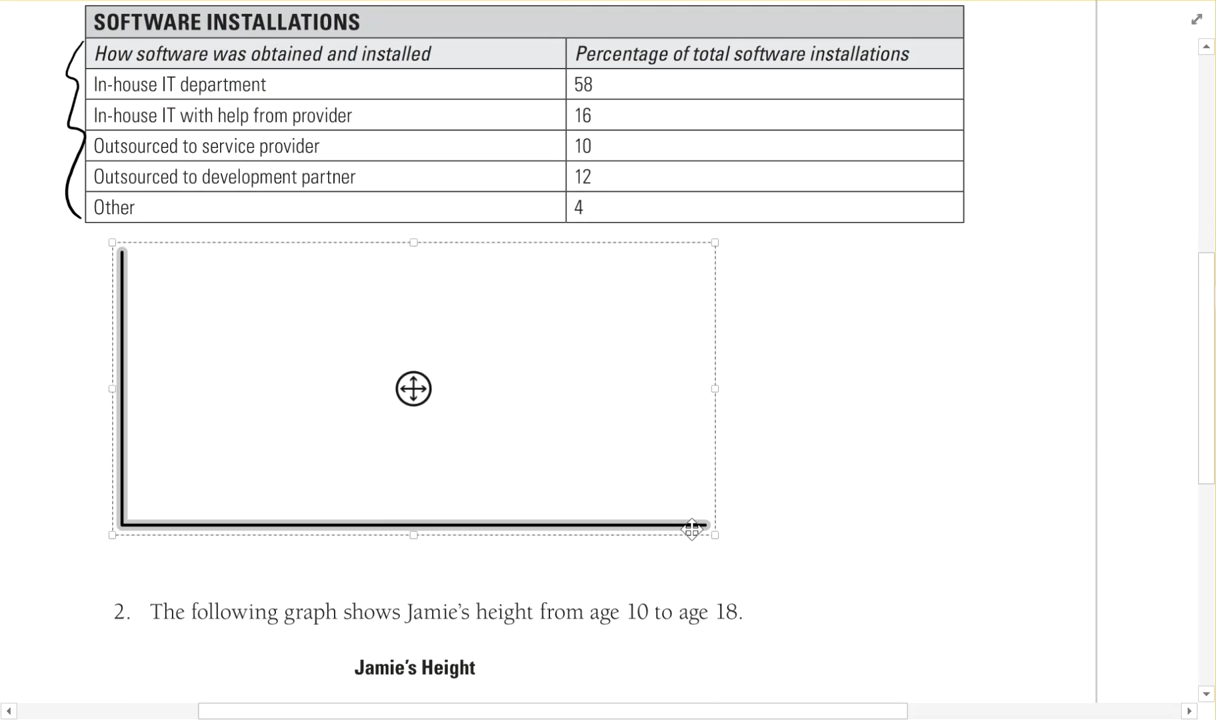 SOFTWARE INSTALLATIONS
How software was obtained and installed Percentage of total software installations
In-house IT department 58
In-house IT with help from provider 16
Outsourced to service provider 10
Outsourced to development partner 12
Other 4
2. The following graph shows Jamie's height from age 10 to age 18.
Jamie's Height